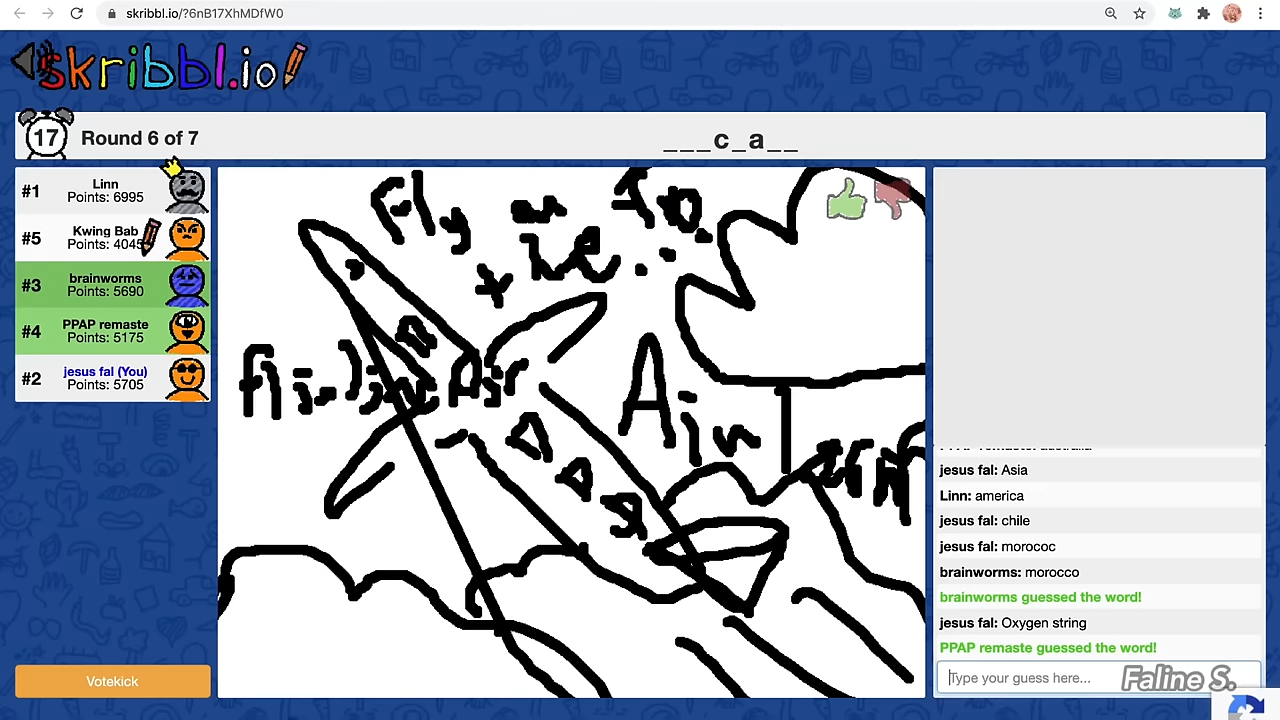 skribbl.io/?6nB17XhMDfW0
skribbl.io
17
Round 6 of 7
___c_a__
#1
Linn
Points: 6995
#5
Kwing Bab
Points: 4045
#3
brainworms
Points: 5690
#4
PPAP remaste
Points: 5175
#2
jesus fal (You)
Points: 5705
Votekick
Fly
the
Air
Air
jesus fal: Asia
Linn: america
jesus fal: chile
jesus fal: morococ
brainworms: morocco
brainworms guessed the word!
jesus fal: Oxygen string
PPAP remaste guessed the word!
Type your guess here...
Faline S.